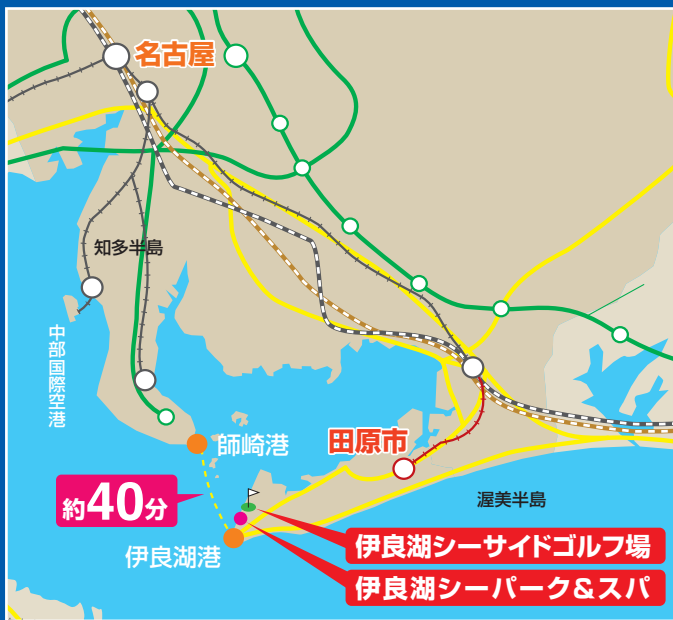 名古屋
知多半島
中部国際空港
師崎港
田原市
約40分
渥美半島
伊良湖港
伊良湖シーサイドゴルフ場
伊良湖シーパーク&スパ